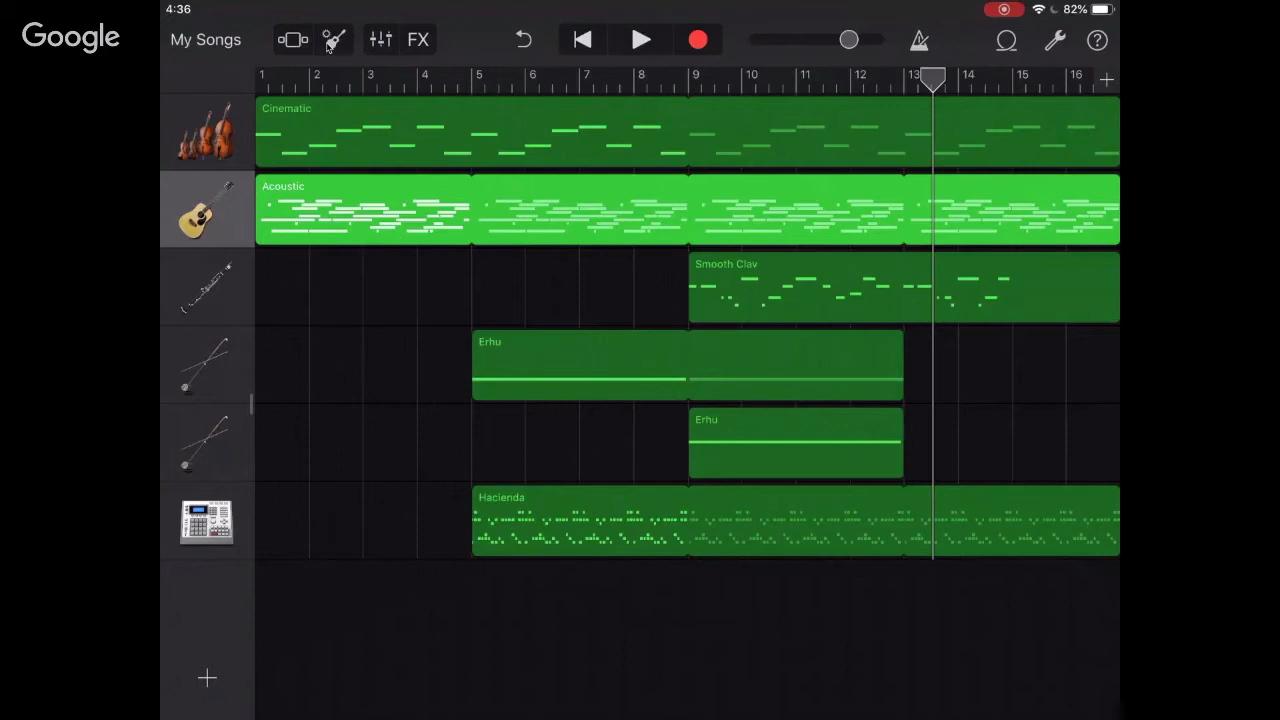 4:36
82%
Google
My Songs
FX
1 2 3 4 5 6 7 8 9 10 11 12 13 14 15 16
Cinematic
Acoustic
Smooth Clav
Erhu
Erhu
Hacienda